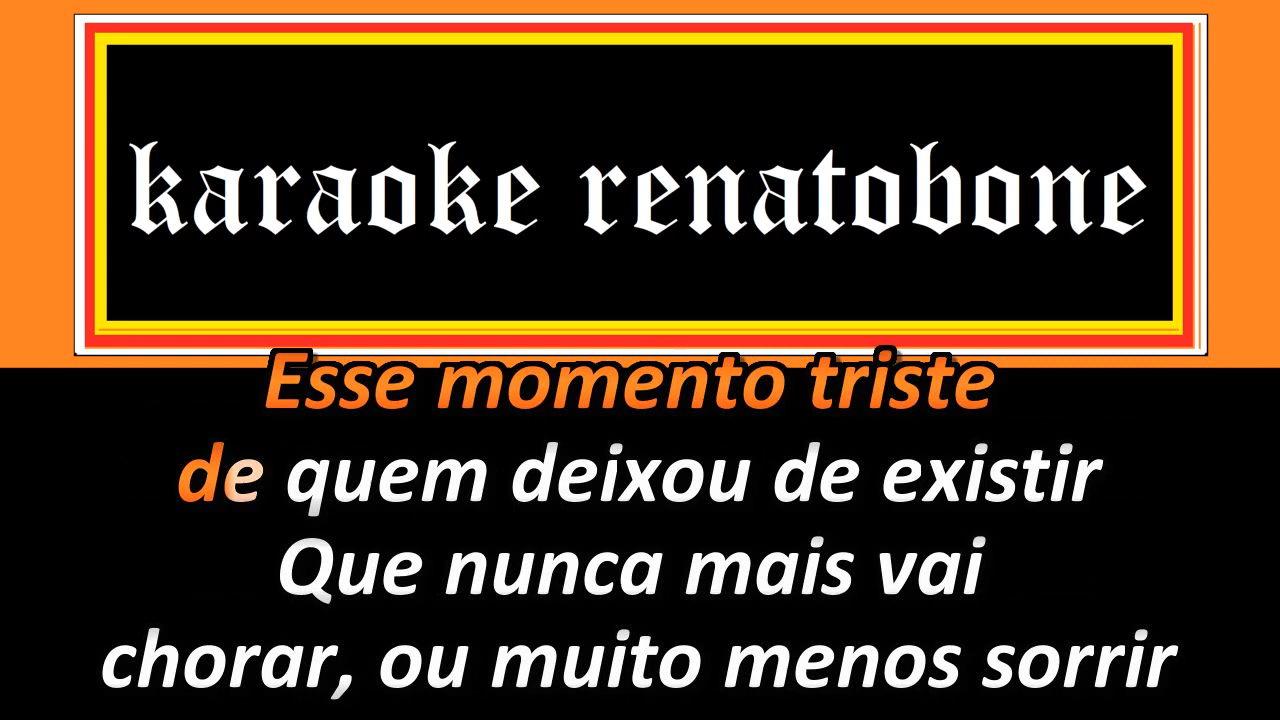 karaoke renatobone
Esse momento triste
de quem deixou de existir
Que nunca mais vai
chorar, ou muito menos sorrir